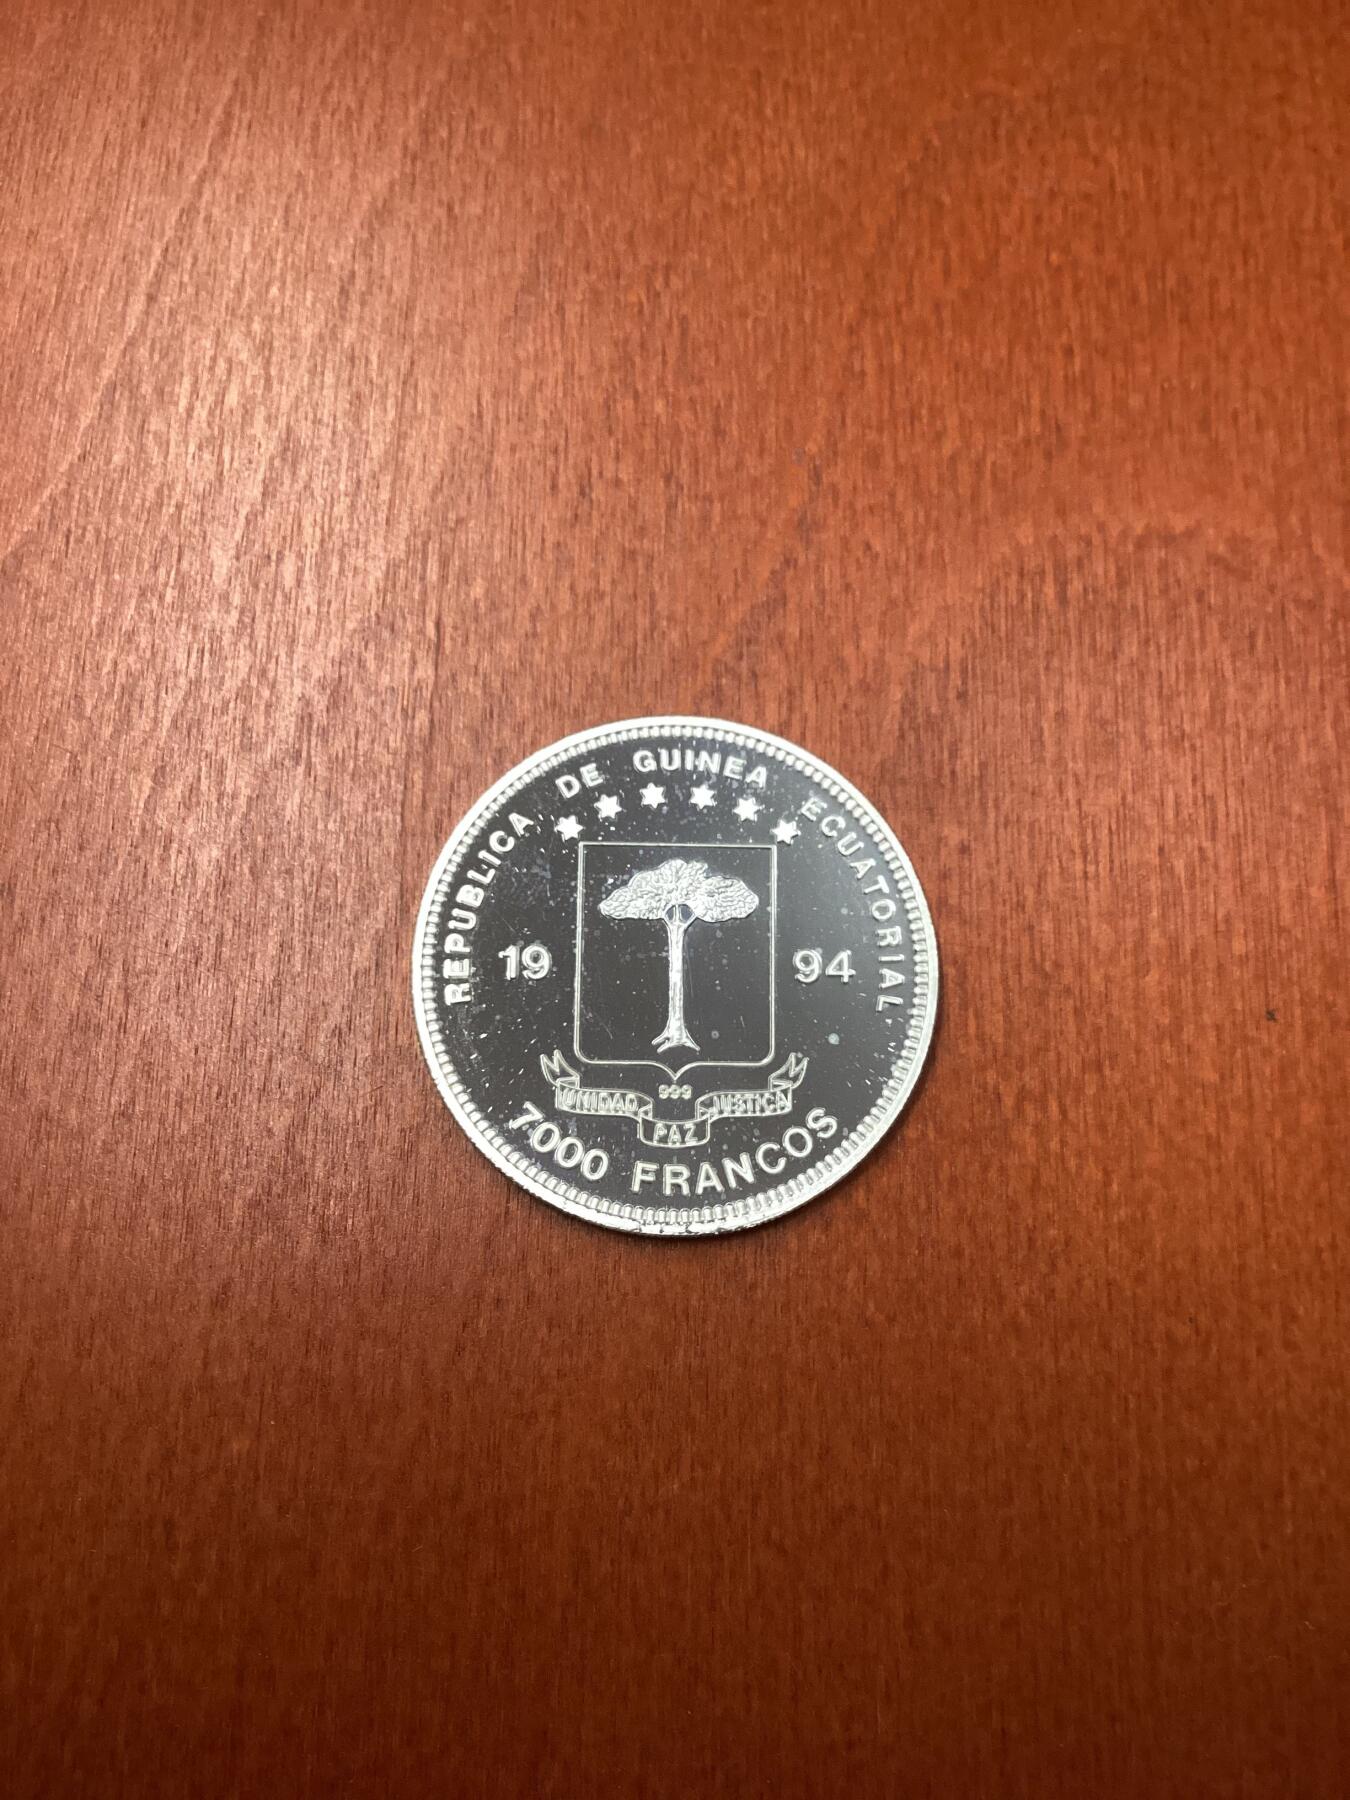 REPUBLICA DE GUINEA ECUATORIAL
19 94
999
UNIDAD PAZ JUSTICIA
7000 FRANCOS